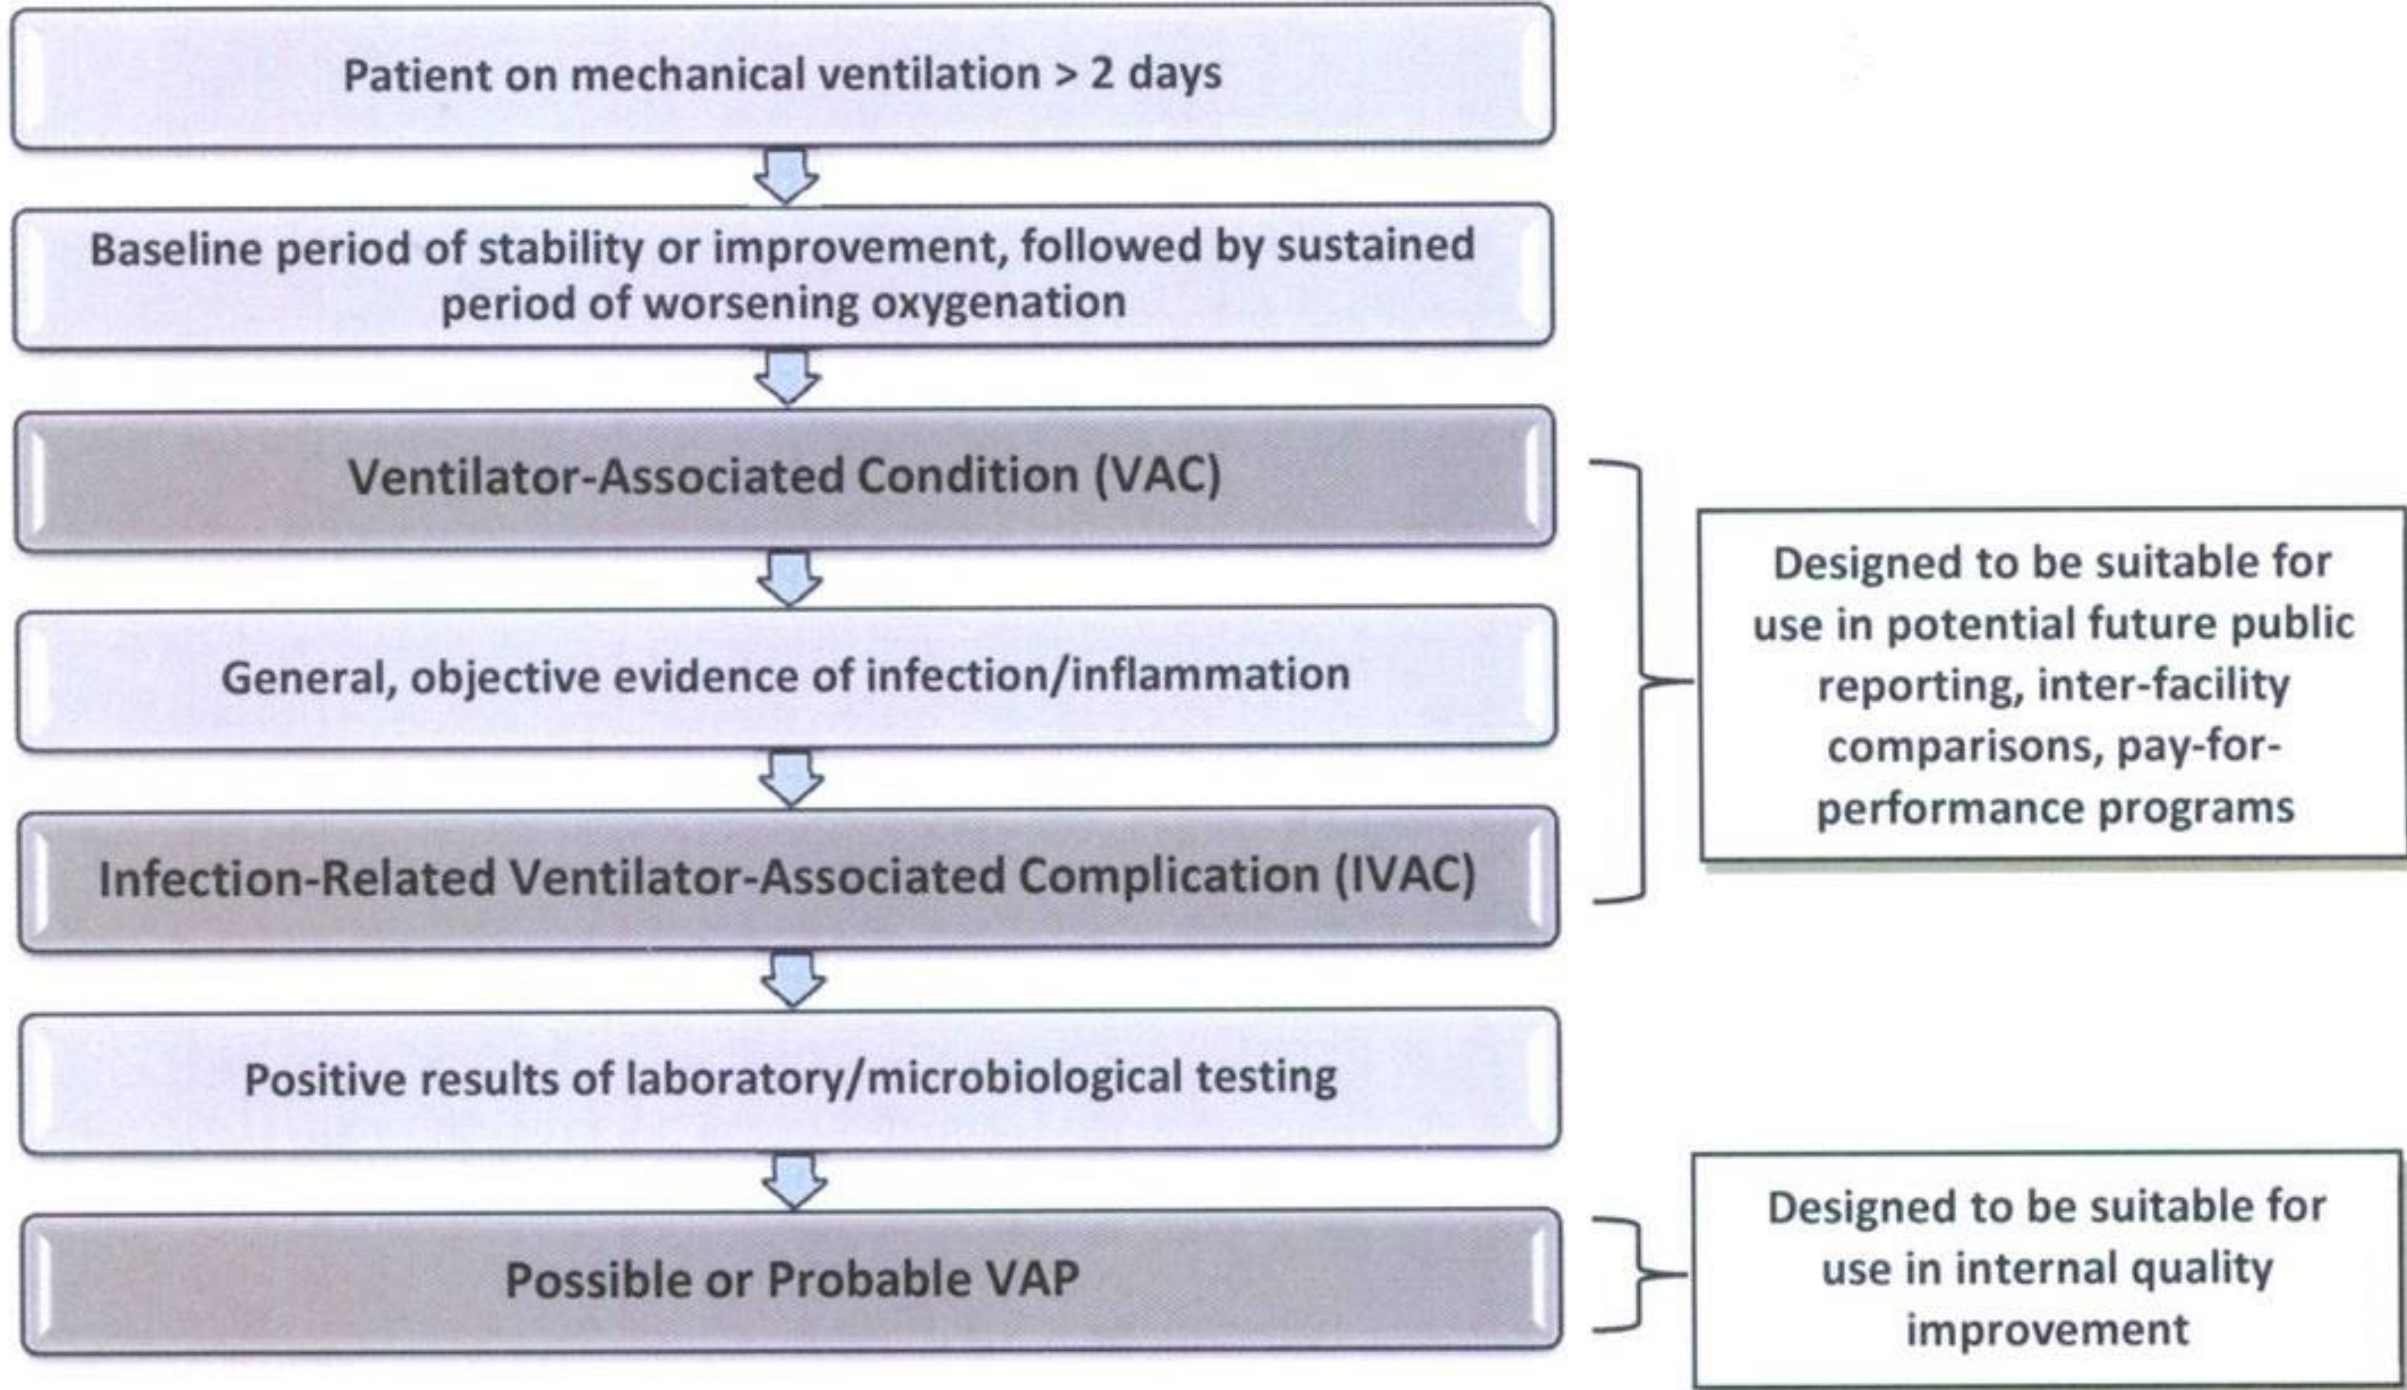 Patient on mechanical ventilation > 2 days
Baseline period of stability or improvement, followed by sustained
period of worsening oxygenation
Ventilator-Associated Condition (VAC)
General, objective evidence of infection/inflammation
Infection-Related Ventilator-Associated Complication (IVAC)
Positive results of laboratory/microbiological testing
Possible or Probable VAP
Designed to be suitable for
use in potential future public
reporting, inter-facility
comparisons, pay-for-
performance programs
Designed to be suitable for
use in internal quality
improvement